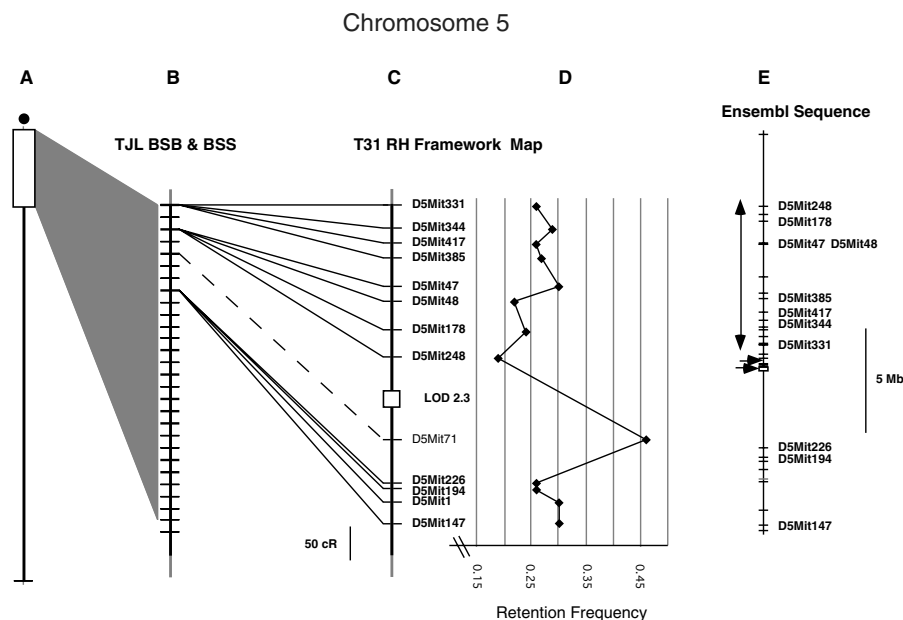 Chromosome 5
A
B
C
D
E
Ensembl Sequence
TJL BSB & BSS
T31 RH Framework Map
D5Mit331
D5Mit344
D5Mit417
D5Mit385
D5Mit47
D5Mit48
D5Mit178
D5Mit248
LOD 2.3
D5Mit71
D5Mit226
D5Mit194
D5Mit1
D5Mit147
50 cR
0.15
0.25
0.35
0.45
Retention Frequency
D5Mit248
D5Mit178
D5Mit47 D5Mit48
D5Mit385
D5Mit417
D5Mit344
D5Mit331
5 Mb
D5Mit226
D5Mit194
D5Mit147